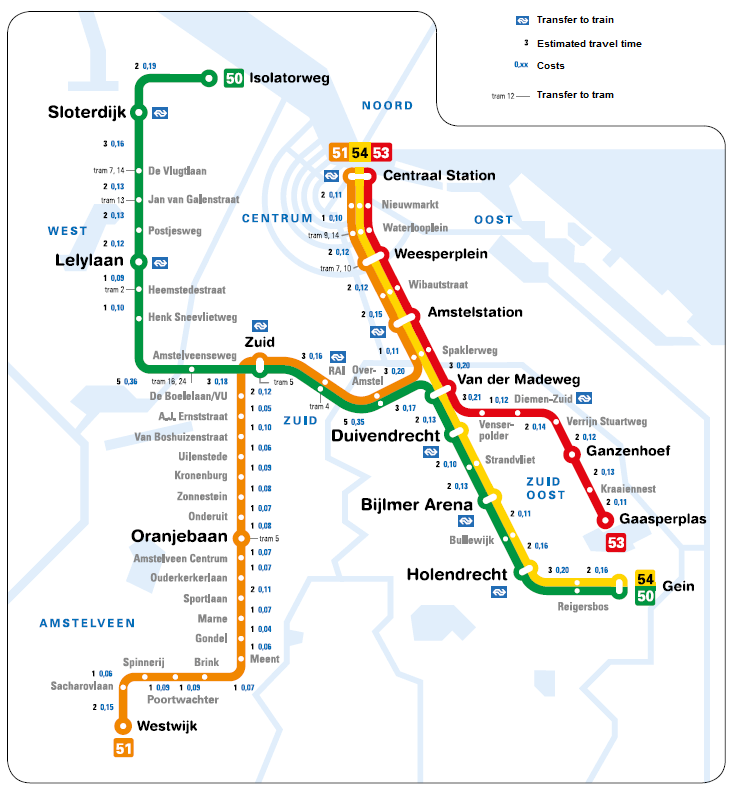 Transfer to train
3 Estimated travel time
0,xx Costs
tram 12 Transfer to tram
NOORD
2 0,19
50 Isolatorweg
Sloterdijk
3 0,16
tram 7, 14 De Vlugtlaan
2 0,13
tram 13 Jan van Galenstraat
2 0,13
WEST
Postjesweg
2 0,12
Lelylaan
1 0,09
tram 2 Heemstedestraat
1 0,10
Henk Sneevlietweg
Amstelveenseweg
5 0,36
tram 16, 24
3 0,18
51 54 53
Centraal Station
2 0,11
Nieuwmarkt
CENTRUM
1 0,10
OOST
tram 9, 14
Waterlooplein
2 0,12
Weesperplein
tram 7, 10
2 0,12
Wibautstraat
2 0,15
Amstelstation
1 0,11
Spaklerweg
3 0,20
3 0,20
Zuid
tram 5
3 0,16
RAI
tram 4
Over-
Amstel
5 0,35
3 0,17
ZUID
Van der Madeweg
3 0,21
1 0,12
Diemen-Zuid
Venser-
polder
2 0,14
Verrijn Stuartweg
2 0,12
Ganzenhoef
2 0,13
Kraaiennest
2 0,11
Gaasperplas
53
2 0,13
Duivendrecht
2 0,10
Strandvliet
2 0,13
ZUID
OOST
Bijlmer Arena
2 0,11
Bullewijk
2 0,16
Holendrecht
3 0,20
2 0,16
Reigersbos
54
50
Gein
De Boelelaan/VU
2 0,12
A.J. Ernststraat
1 0,05
Van Boshuizenstraat
1 0,10
Uilenstede
1 0,06
Kronenburg
1 0,09
Zonnestein
1 0,08
Onderuit
1 0,07
1 0,08
Oranjebaan
tram 5
Amstelveen Centrum
1 0,07
Ouderkerkerlaan
1 0,07
Sportlaan
2 0,11
Marne
1 0,07
Gondel
1 0,04
1 0,06
Meent
AMSTELVEEN
1 0,06
Spinnerij
Brink
Sacharovlaan
1 0,09
1 0,09
1 0,07
Poortwachter
2 0,15
Westwijk
51